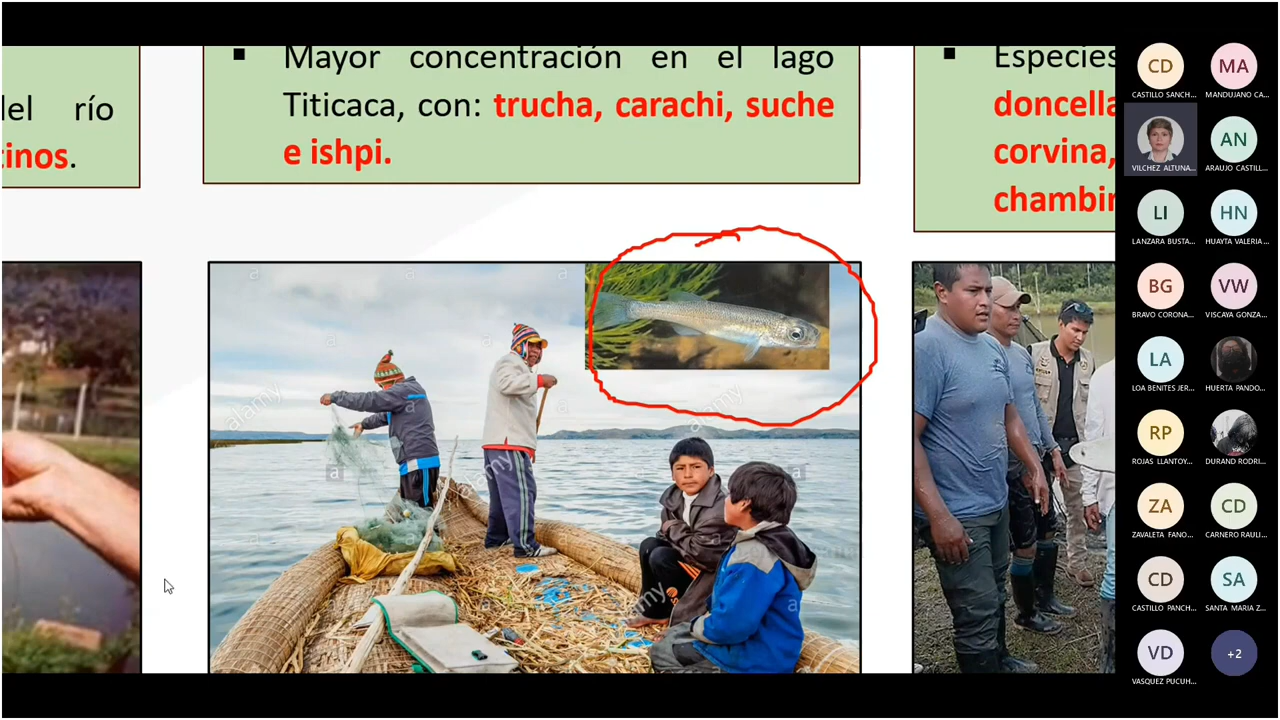 del río
tinos.
▪ Mayor concentración en el lago
Titicaca, con: trucha, carachi, suche
e ishpi.
▪ Especies
doncella
corvina,
chambir
a
a
a
a
a
alamy
alamy
a
a
a
a
a
a
a
CD
CASTILLO SANCH...
MA
MANDUJANO CA...
VILCHEZ ALTUNA...
AN
ARAUJO CASTILL...
LI
LANZARA BUSTA...
HN
HUAYTA VALERIA...
BG
BRAVO CORONA...
VW
VISCAYA GONZA...
LA
LOA BENITES JER...
HUERTA PANDO...
RP
ROJAS LLANTOY...
DURAND RODRI...
ZA
ZAVALETA FANO...
CD
CARNERO RAULI...
CD
CASTILLO PANCH...
SA
SANTA MARIA Z...
VD
VASQUEZ PUCUH...
+2